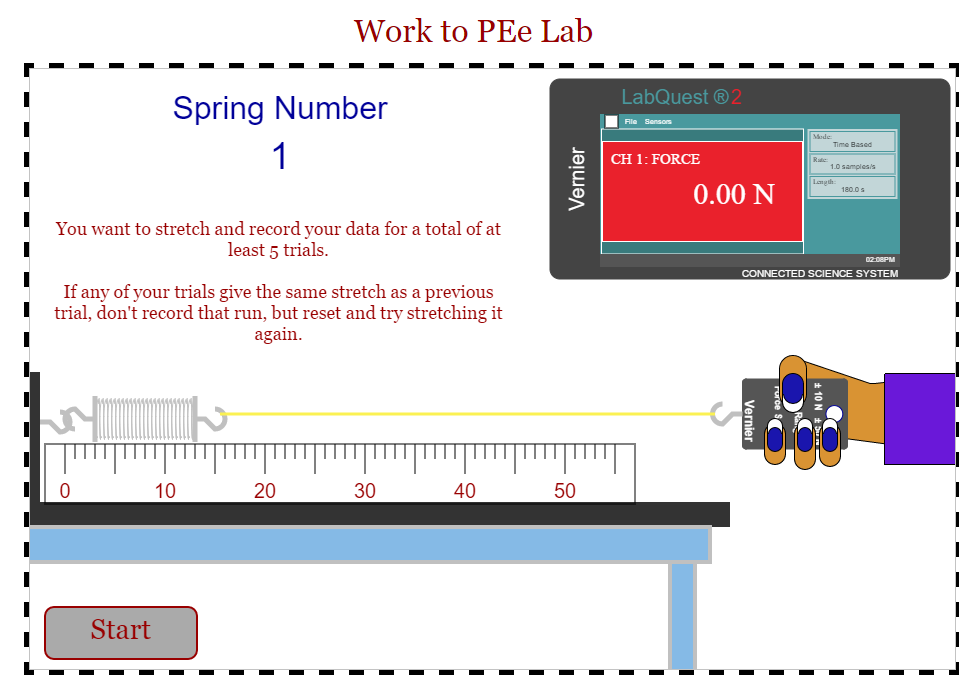 Work to PEe Lab
Spring Number
1
You want to stretch and record your data for a total of at
least 5 trials.
If any of your trials give the same stretch as a previous
trial, don't record that run, but reset and try stretching it
again.
LabQuest ®2
Vernier
File Sensors
CH 1: FORCE
0.00 N
Mode:
Time Based
Rate:
1.0 samples/s
Length:
180.0 s
02:08PM
CONNECTED SCIENCE SYSTEM
Vernier
± 10 N
0 10 20 30 40 50
Start